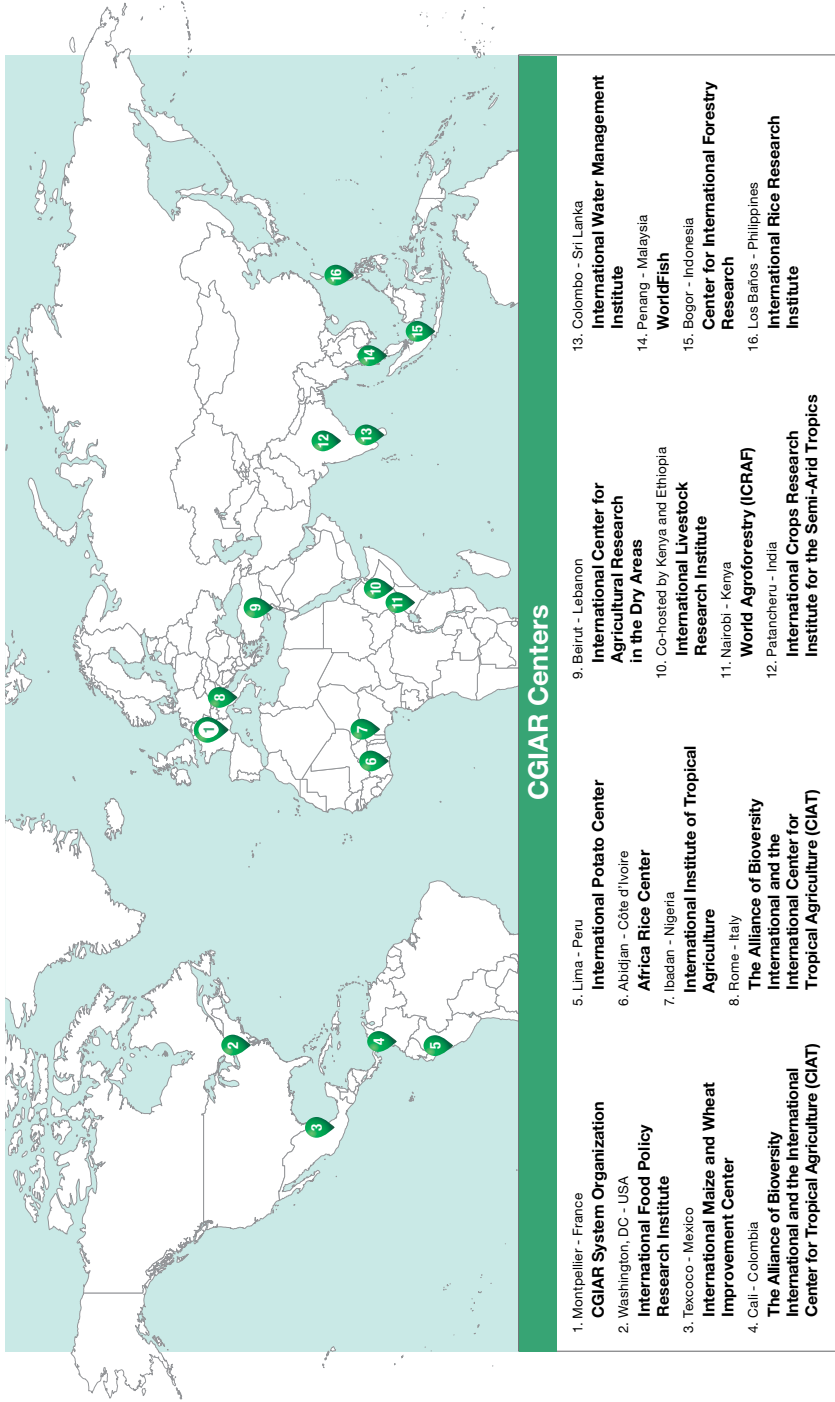 1
2
3
4
5
6
7
8
9
10
11
12
13
14
15
16
CGIAR Centers
1. Montpellier - France
CGIAR System Organization
2. Washington, DC - USA
International Food Policy
Research Institute
3. Texcoco - Mexico
International Maize and Wheat
Improvement Center
4. Cali - Colombia
The Alliance of Bioversity
International and the International
Center for Tropical Agriculture (CIAT)
5. Lima - Peru
International Potato Center
6. Abidjan - Côte d'Ivoire
Africa Rice Center
7. Ibadan - Nigeria
International Institute of Tropical
Agriculture
8. Rome - Italy
The Alliance of Bioversity
International and the
International Center for
Tropical Agriculture (CIAT)
9. Beirut - Lebanon
International Center for
Agricultural Research
in the Dry Areas
10. Co-hosted by Kenya and Ethiopia
International Livestock
Research Institute
11. Nairobi - Kenya
World Agroforestry (ICRAF)
12. Patancheru - India
International Crops Research
Institute for the Semi-Arid Tropics
13. Colombo - Sri Lanka
International Water Management
Institute
14. Penang - Malaysia
WorldFish
15. Bogor - Indonesia
Center for International Forestry
Research
16. Los Baños - Philippines
International Rice Research
Institute